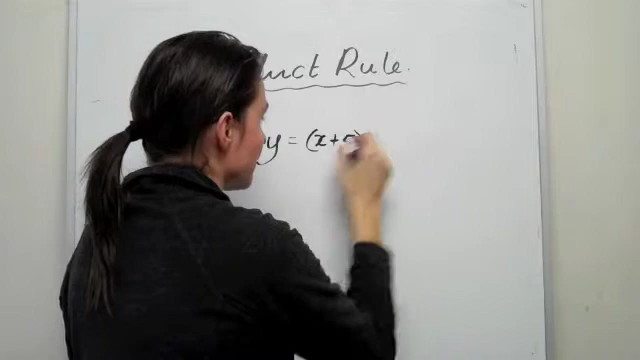 uct Rule.
y = (x+